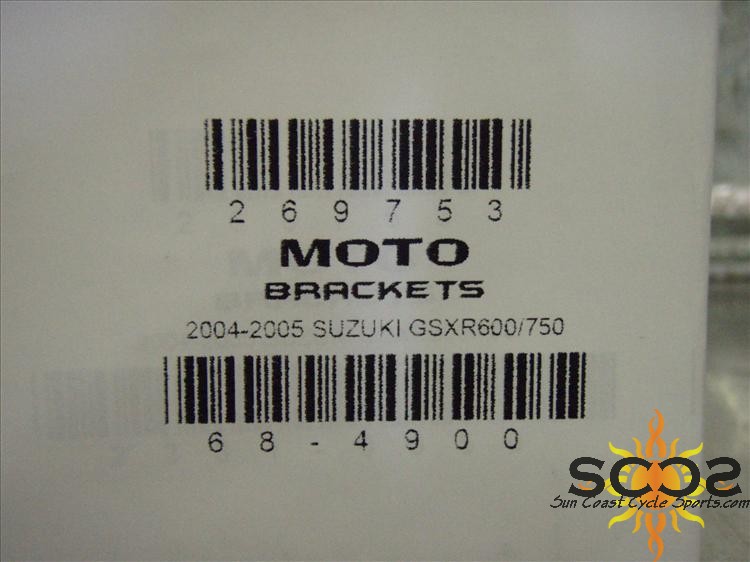 269753
MOTO
BRACKETS
2004-2005 SUZUKI GSXR600/750
68-4900
SCCS
Sun Coast Cycle Sports.com